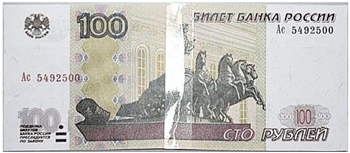 100
БИЛЕТ БАНКА РОССИИ
Ас 5492500
Ас 5492500
100
ПОДДЕЛКА
БИЛЕТОВ
БАНКА РОССИИ
ПРЕСЛЕДУЕТСЯ
ПО ЗАКОНУ
СТО РУБЛЕЙ
100